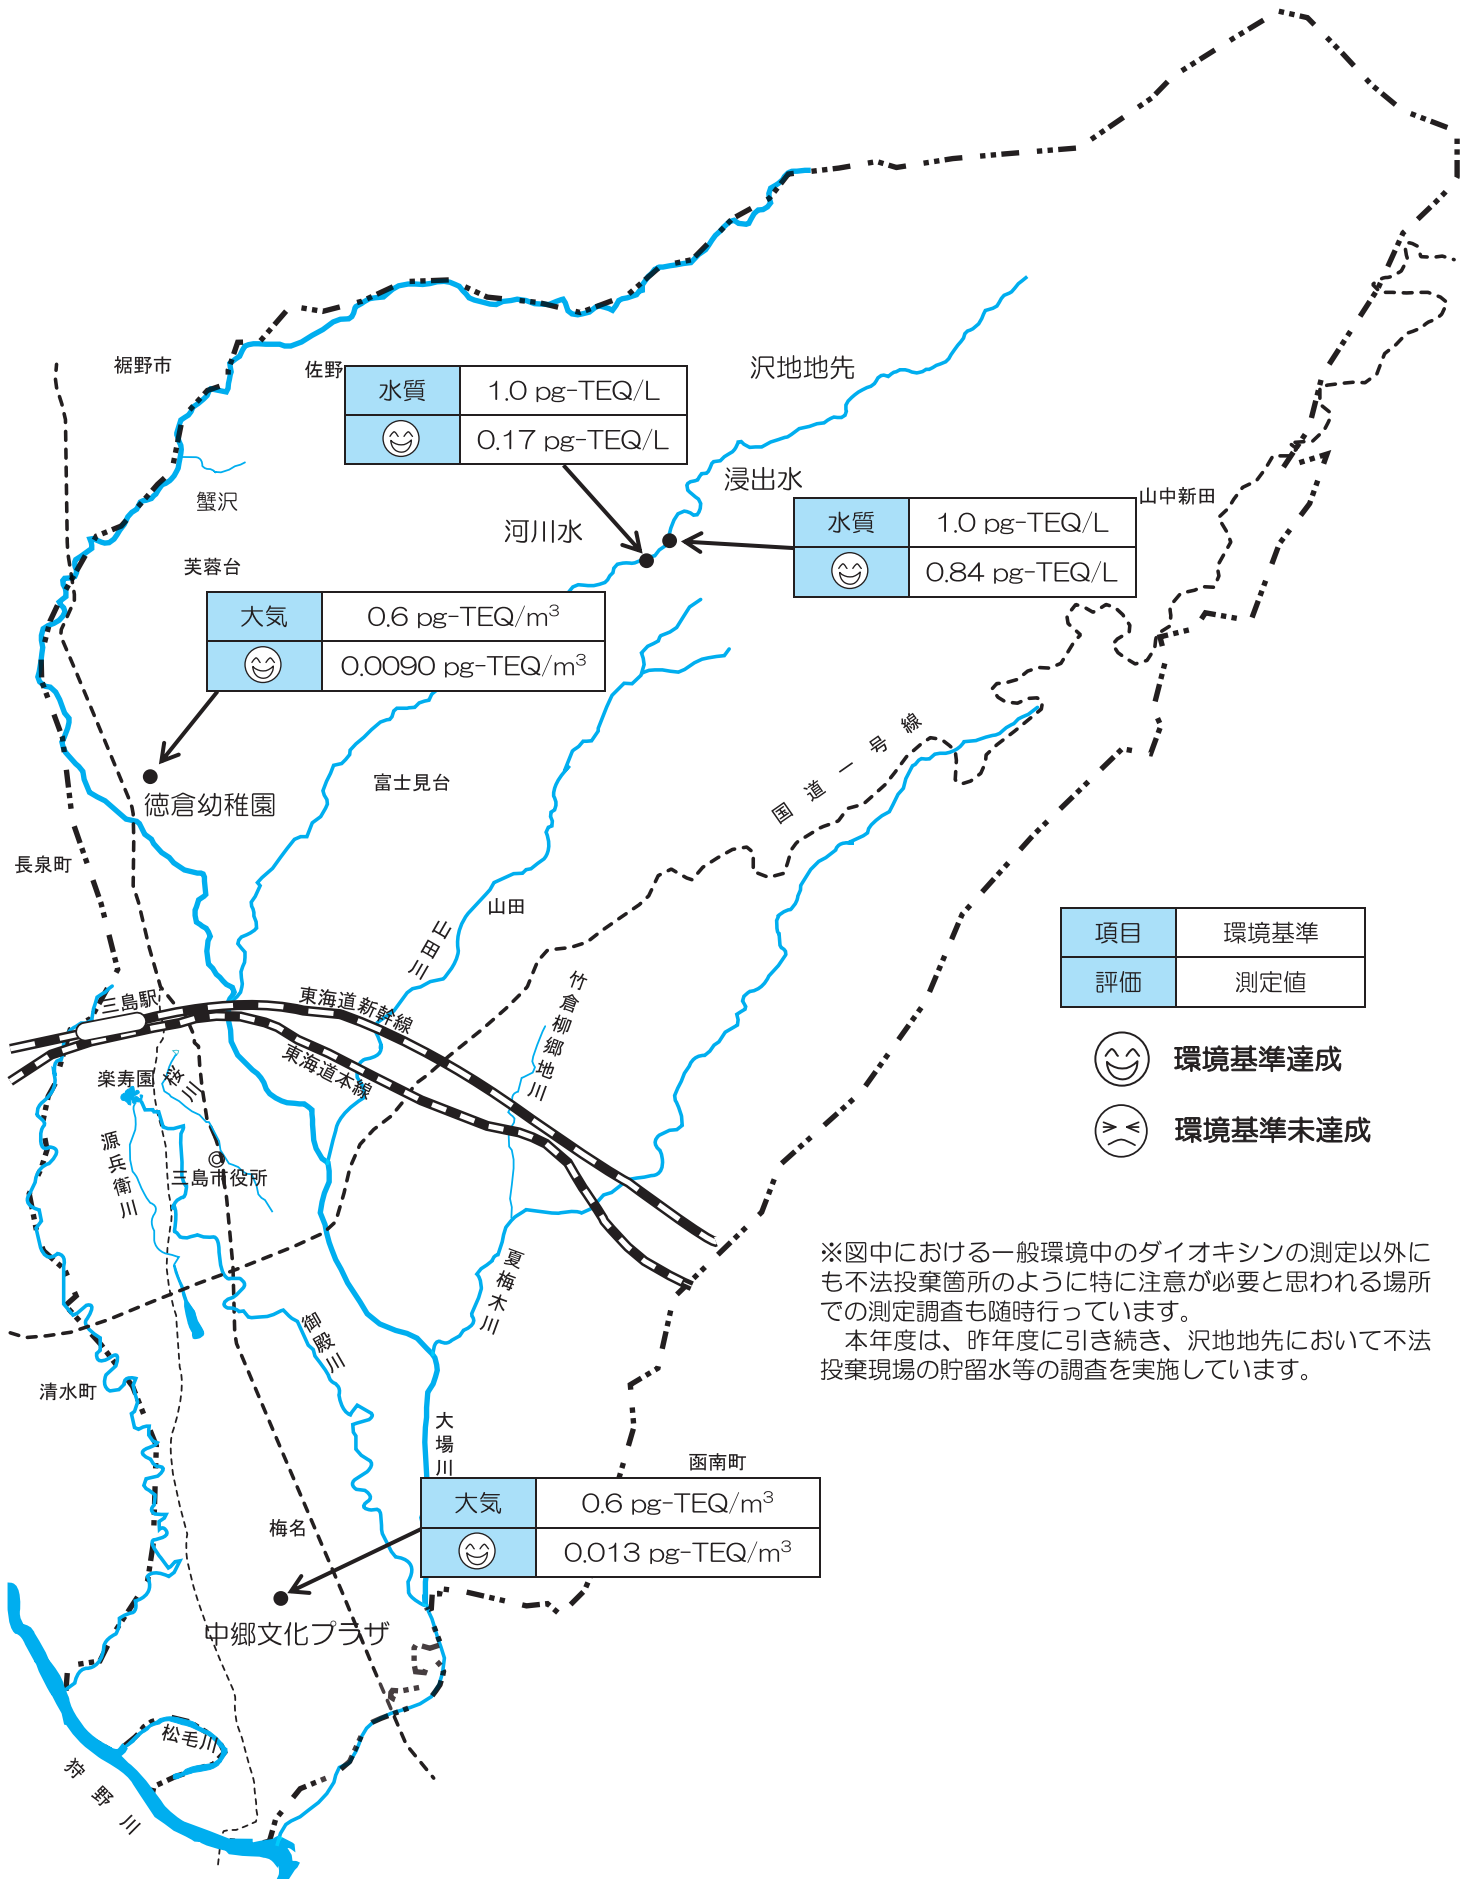 裾野市
佐野
水質 1.0 pg-TEQ/L
0.17 pg-TEQ/L
沢地地先
浸出水
蟹沢
河川水
水質 1.0 pg-TEQ/L
0.84 pg-TEQ/L
山中新田
芙蓉台
大気 0.6 pg-TEQ/m³
0.0090 pg-TEQ/m³
国道一号線
富士見台
徳倉幼稚園
長泉町
山田
山田川
項目 環境基準
評価 測定値
竹倉柳郷地川
三島駅
東海道新幹線
東海道本線
環境基準達成
楽寿園
桜川
環境基準未達成
源兵衛川
三島市役所
夏梅木川
※図中における一般環境中のダイオキシンの測定以外に
も不法投棄箇所のように特に注意が必要と思われる場所
での測定調査も随時行っています。
本年度は、昨年度に引き続き、沢地地先において不法
投棄現場の貯留水等の調査を実施しています。
御殿川
清水町
大場川
函南町
大気 0.6 pg-TEQ/m³
0.013 pg-TEQ/m³
梅名
中郷文化プラザ
松毛川
狩野川